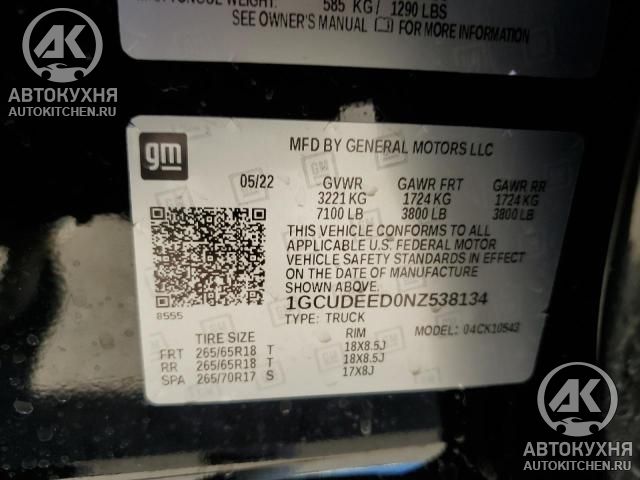 585 KG / 1290 LBS
SEE OWNER'S MANUAL FOR MORE INFORMATION
AK
АВТОКУХНЯ
AUTOKITCHEN.RU
gm
MFD BY GENERAL MOTORS LLC
05/22 GVWR GAWR FRT GAWR RR
3221 KG 1724 KG 1724 KG
7100 LB 3800 LB 3800 LB
THIS VEHICLE CONFORMS TO ALL
APPLICABLE U.S. FEDERAL MOTOR
VEHICLE SAFETY STANDARDS IN EFFECT
ON THE DATE OF MANUFACTURE
SHOWN ABOVE.
8555
1GCUDEED0NZ538134
TYPE: TRUCK MODEL: 04CK10543
TIRE SIZE RIM
FRT 265/65R18 T 18X8.5J
RR 265/65R18 T 18X8.5J
SPA 265/70R17 S 17X8J
AK
АВТОКУХНЯ
AUTOKITCHEN.RU